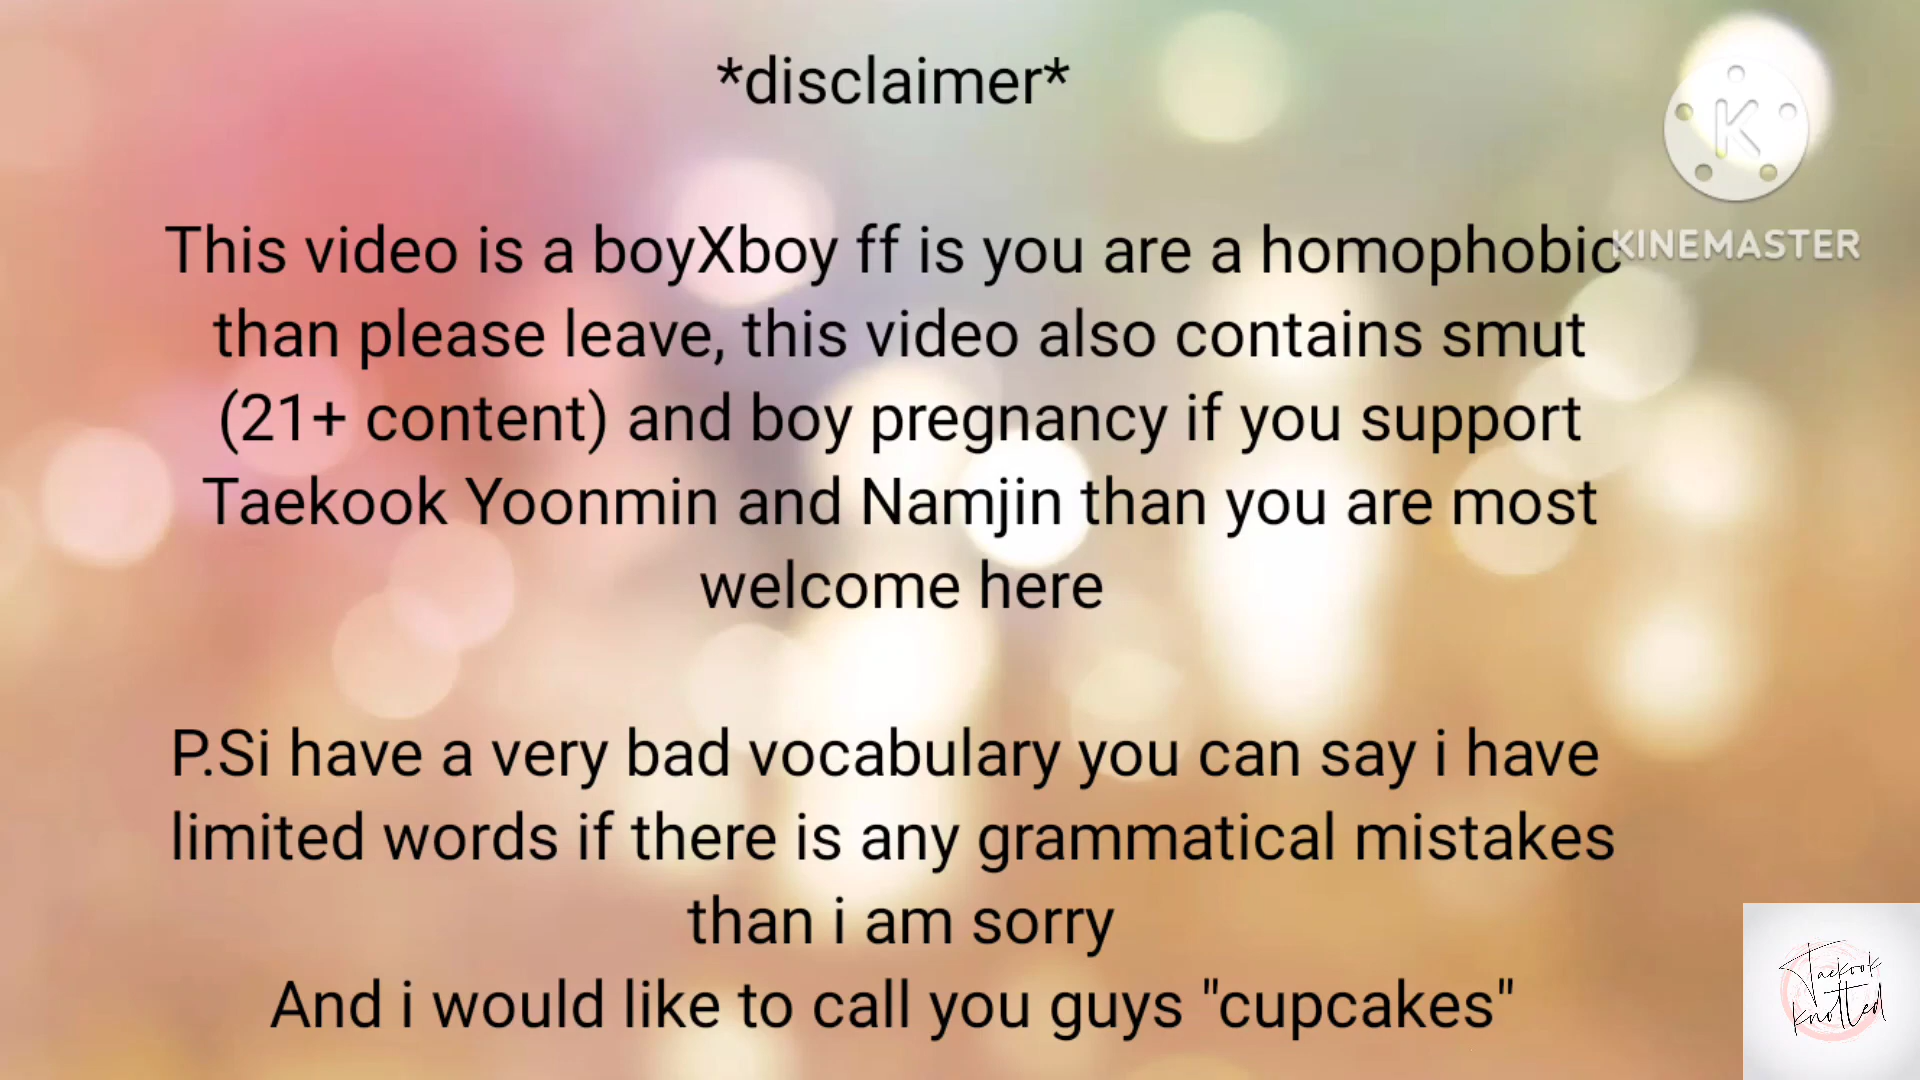 *disclaimer*
This video is a boyXboy ff is you are a homophobic
than please leave, this video also contains smut
(21+ content) and boy pregnancy if you support
Taekook Yoonmin and Namjin than you are most
welcome here
P.Si have a very bad vocabulary you can say i have
limited words if there is any grammatical mistakes
than i am sorry
And i would like to call you guys "cupcakes"
K
KINEMASTER
Taekook
knotted